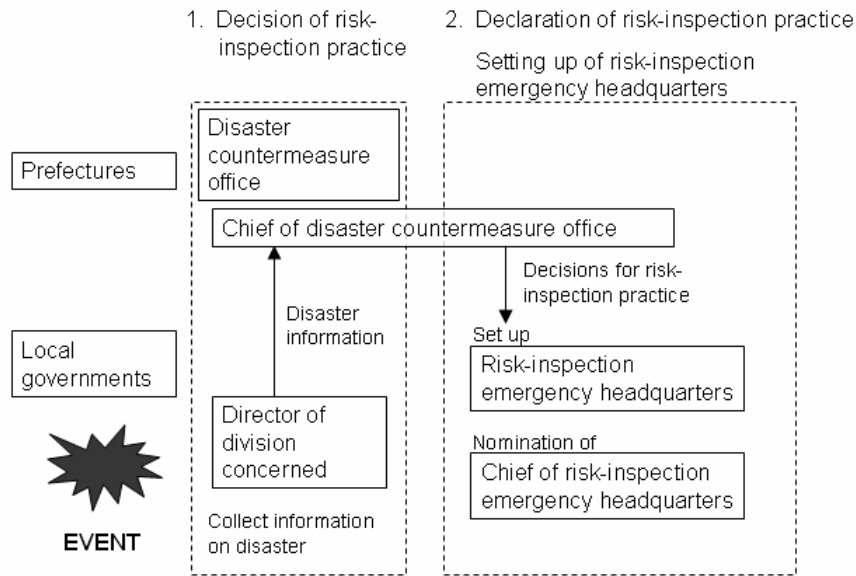 1. Decision of risk-
inspection practice
2. Declaration of risk-inspection practice
Setting up of risk-inspection
emergency headquarters
Prefectures
Disaster
countermeasure
office
Chief of disaster countermeasure office
Disaster
information
Decisions for risk-
inspection practice
Local
governments
Set up
Risk-inspection
emergency headquarters
Director of
division
concerned
Nomination of
Chief of risk-inspection
emergency headquarters
Collect information
on disaster
EVENT